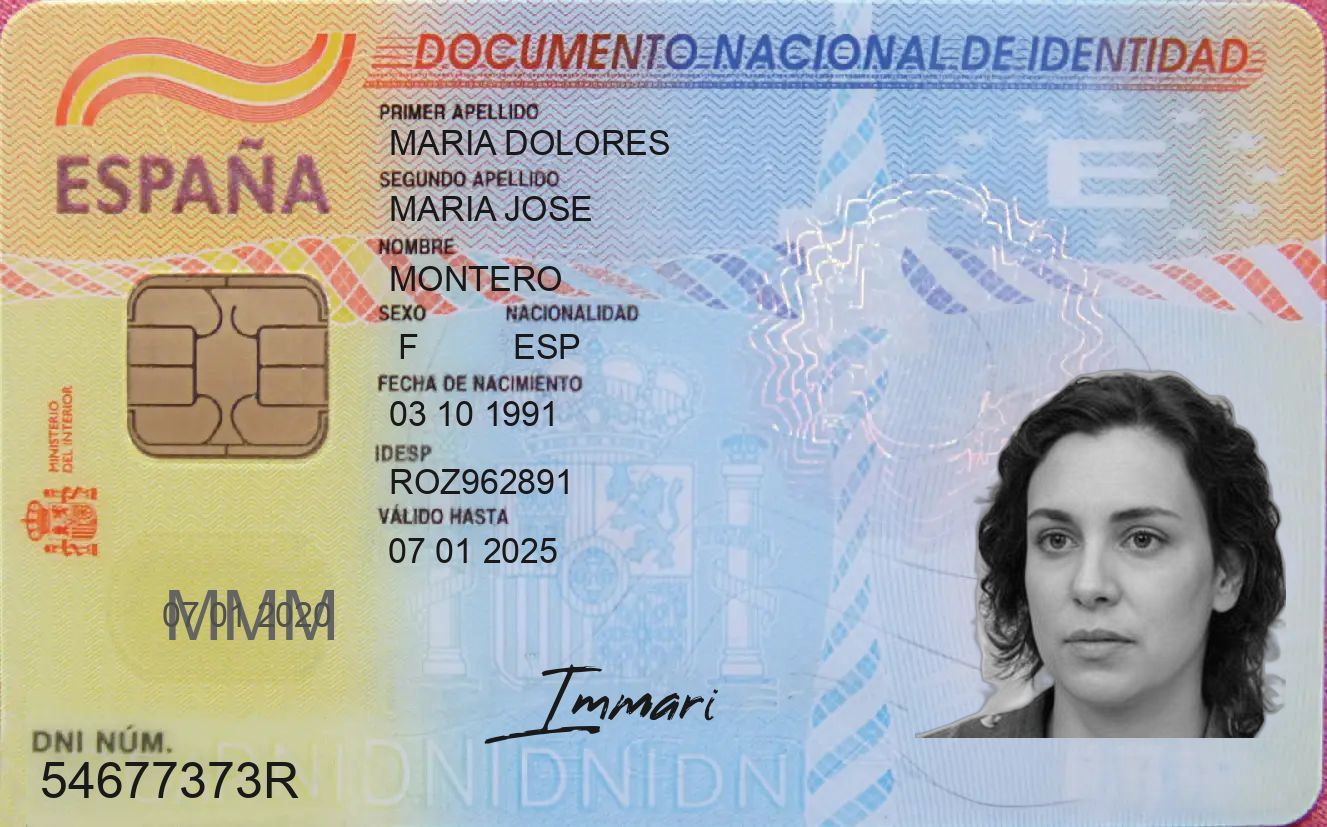 DOCUMENTO NACIONAL DE IDENTIDAD
ESPAÑA
PRIMER APELLIDO
MARIA DOLORES
SEGUNDO APELLIDO
MARIA JOSE
NOMBRE
MONTERO
SEXO NACIONALIDAD
F ESP
FECHA DE NACIMIENTO
03 10 1991
IDESP
ROZ962891
VÁLIDO HASTA
07 01 2025
MINISTERIO
DEL INTERIOR
E
07 01 2020
MMM
Immari
DNI NÚM.
54677373R
DNIDNIDNIDNI